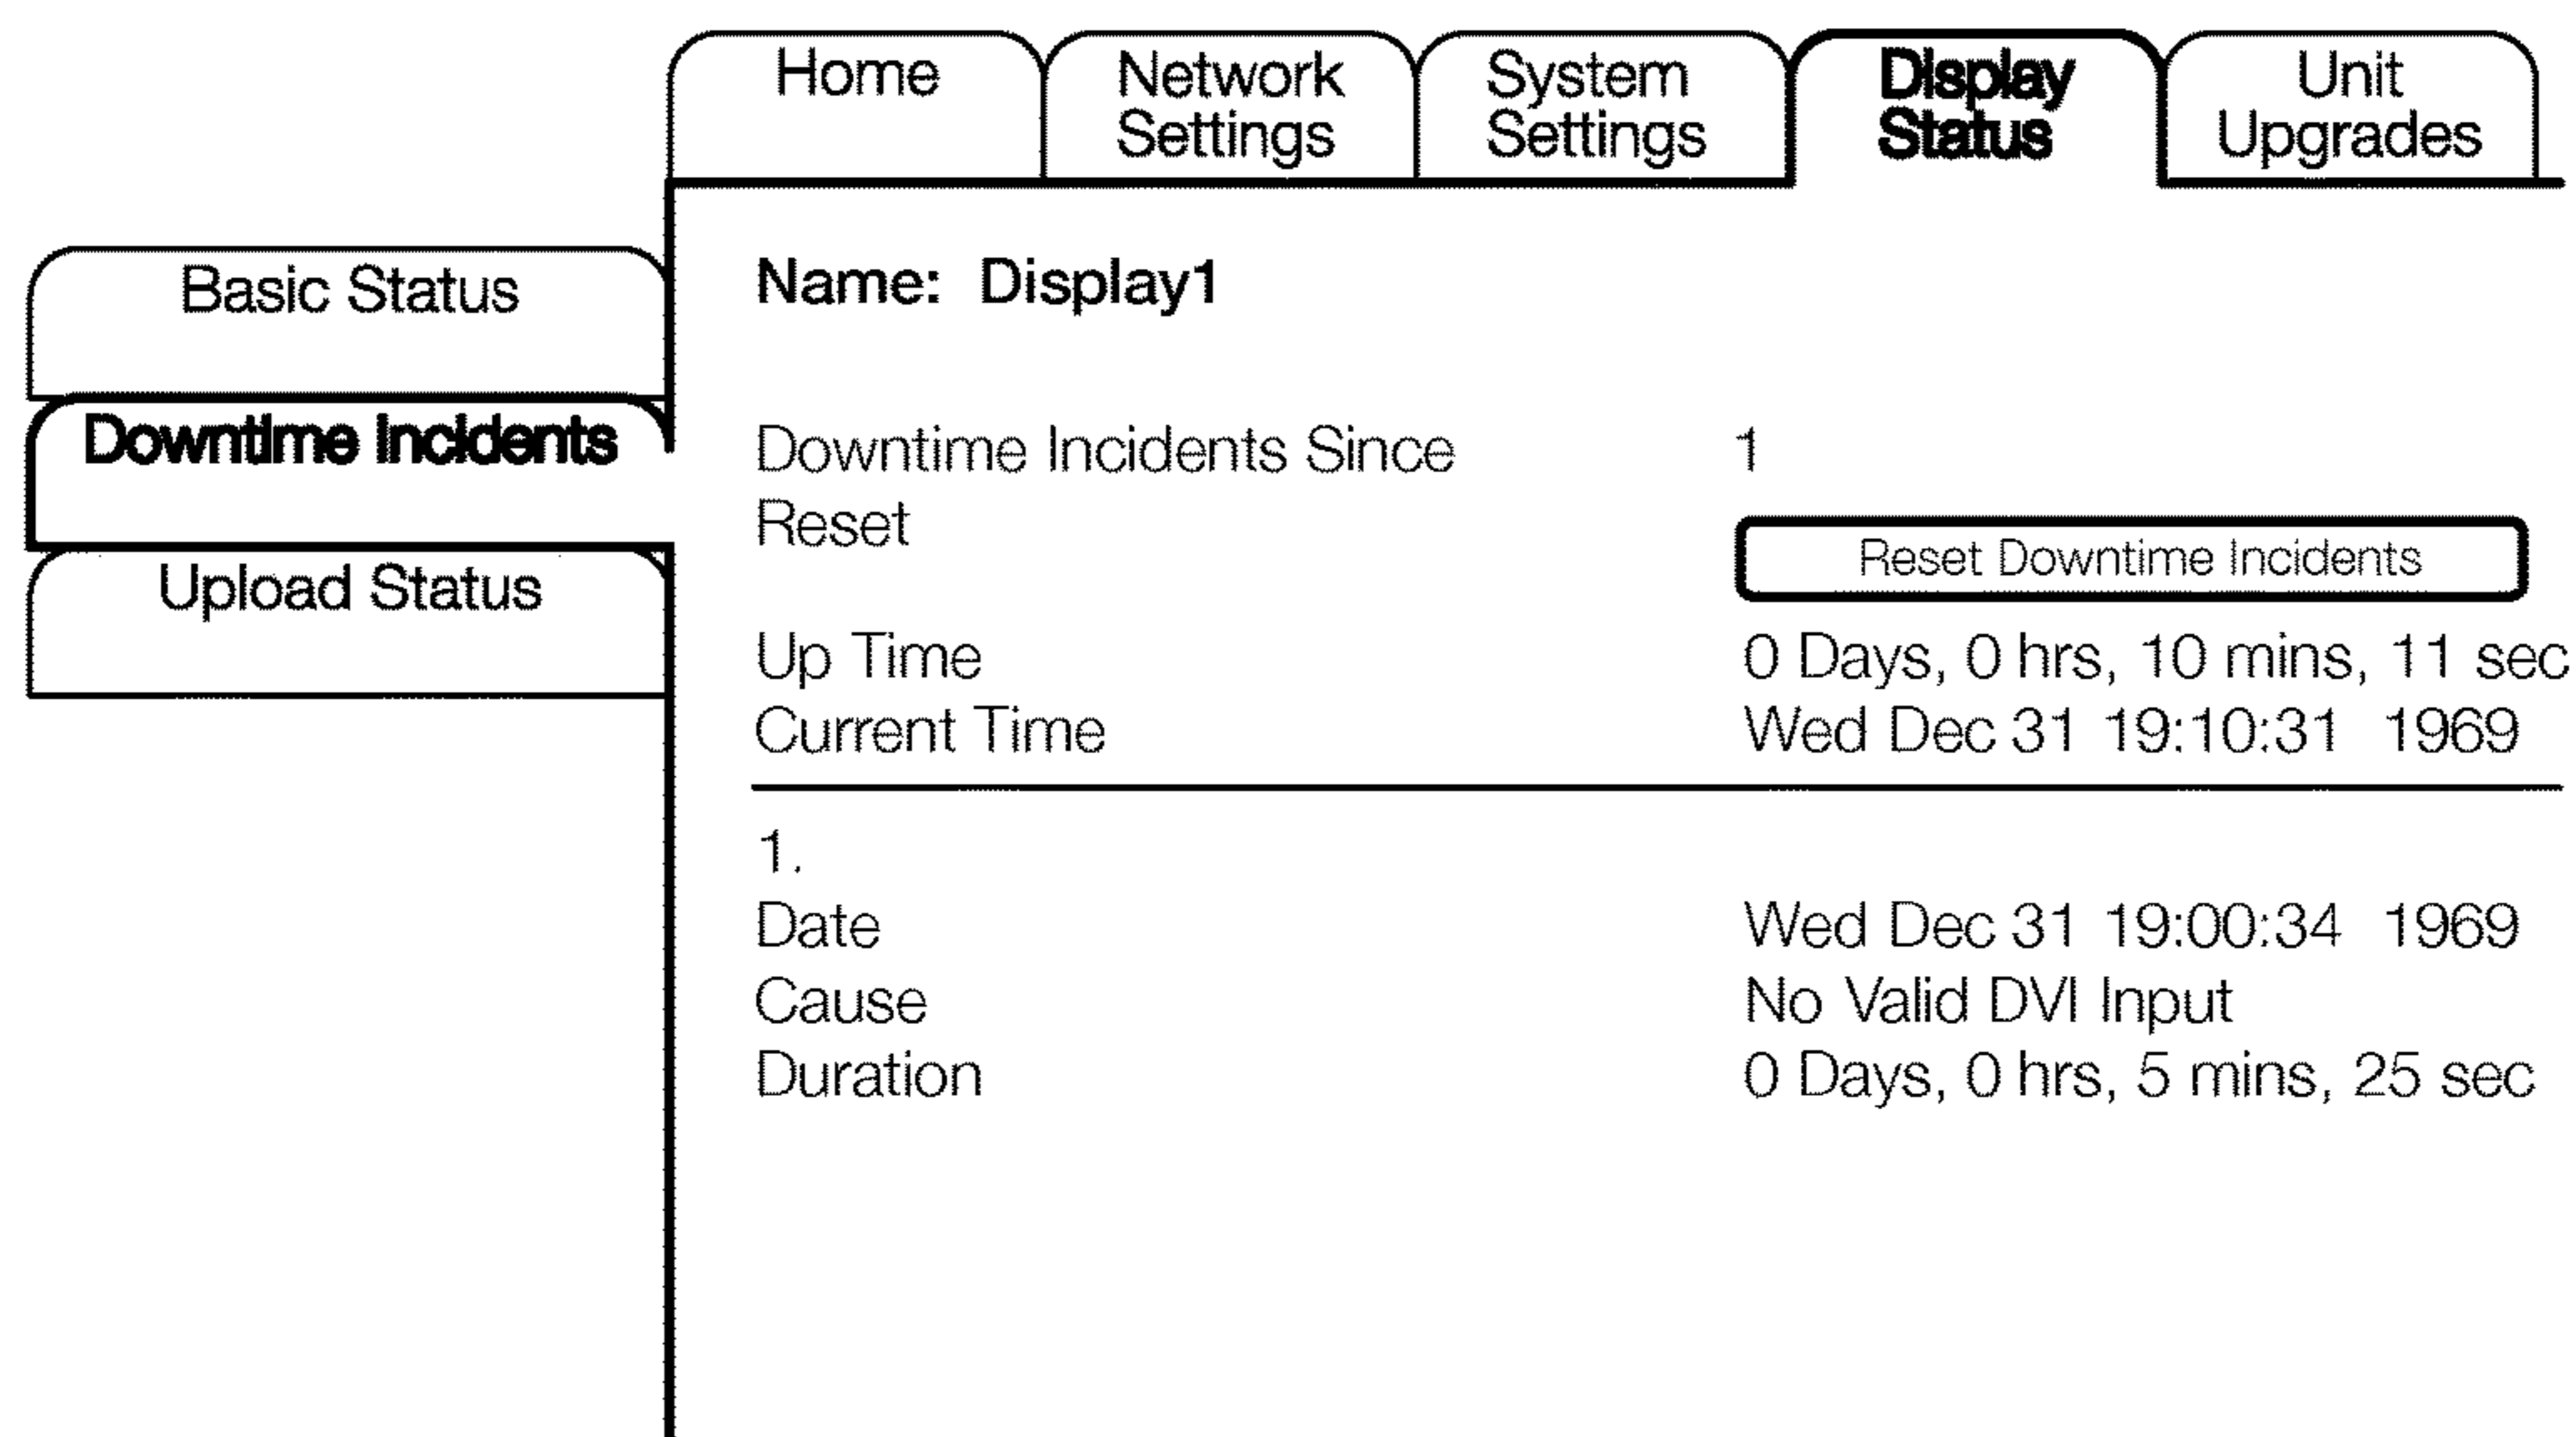 Home
Network
Settings
System
Settings
Display
Status
Unit
Upgrades
Basic Status
Downtime Incidents
Upload Status
Name: Display1
Downtime Incidents Since 1
Reset
Reset Downtime Incidents
Up Time 0 Days, 0 hrs, 10 mins, 11 sec
Current Time Wed Dec 31 19:10:31 1969
1.
Date Wed Dec 31 19:00:34 1969
Cause No Valid DVI Input
Duration 0 Days, 0 hrs, 5 mins, 25 sec